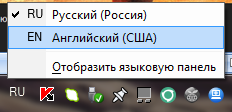 RU Русский (Россия)
EN Английский (США)
Отобразить языковую панель
RU